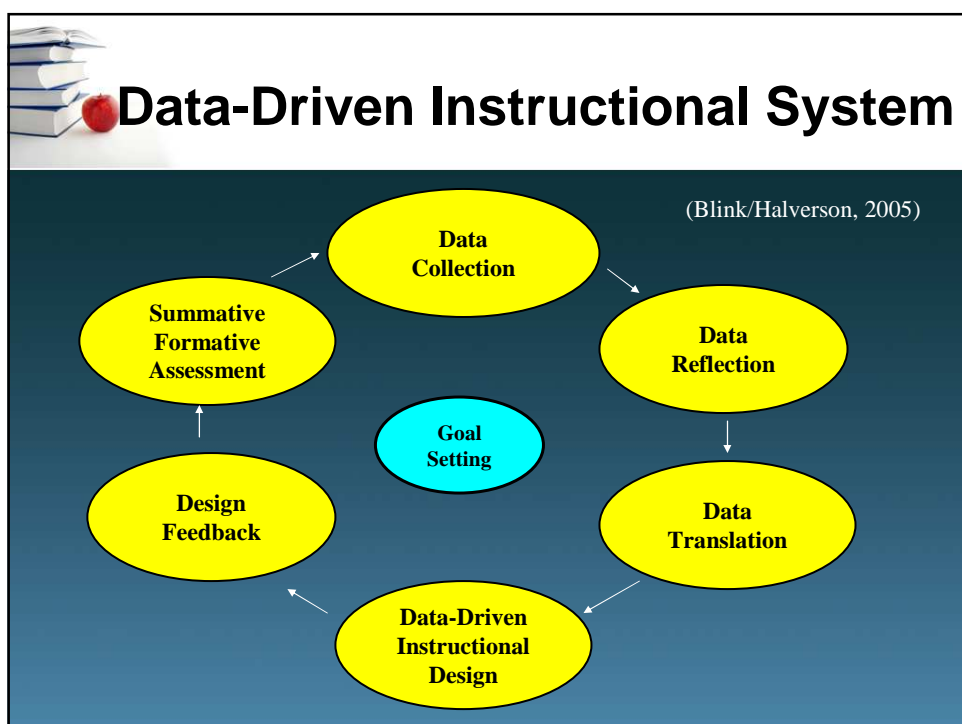 Data-Driven Instructional System
(Blink/Halverson, 2005)
Data
Collection
Summative
Formative
Assessment
Data
Reflection
Goal
Setting
Design
Feedback
Data
Translation
Data-Driven
Instructional
Design